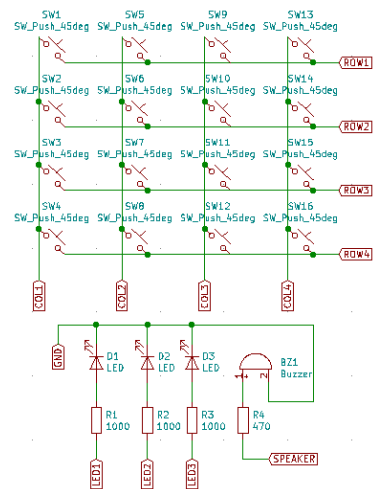 SW1 SW5 SW9 SW13
SW_Push_45deg SW_Push_45deg SW_Push_45deg SW_Push_45deg
ROW1
SW2 SW6 SW10 SW14
SW_Push_45deg SW_Push_45deg SW_Push_45deg SW_Push_45deg
ROW2
SW3 SW7 SW11 SW15
SW_Push_45deg SW_Push_45deg SW_Push_45deg SW_Push_45deg
ROW3
SW4 SW8 SW12 SW16
SW_Push_45deg SW_Push_45deg SW_Push_45deg SW_Push_45deg
ROW4
COL1 COL2 COL3 COL4
GND
D1 D2 D3 BZ1
LED LED LED Buzzer
1 2
R1 R2 R3 R4
1000 1000 1000 470
SPEAKER
LED1 LED2 LED3